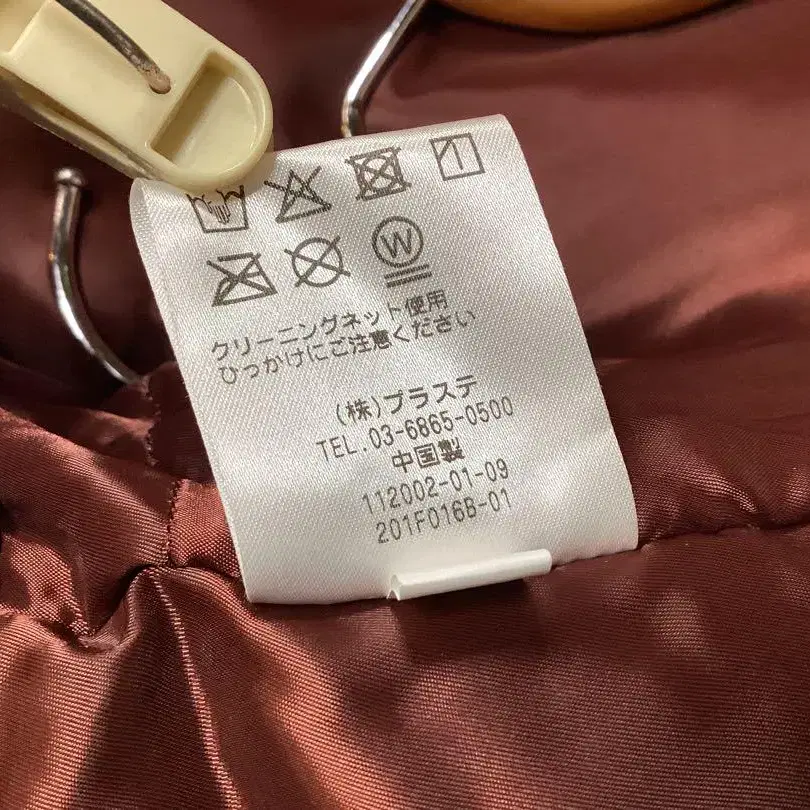 W
クリーニングネット使用
ひっかけにご注意ください
(株)プラステ
TEL.03-6865-0500
中国製
112002-01-09
201F016B-01